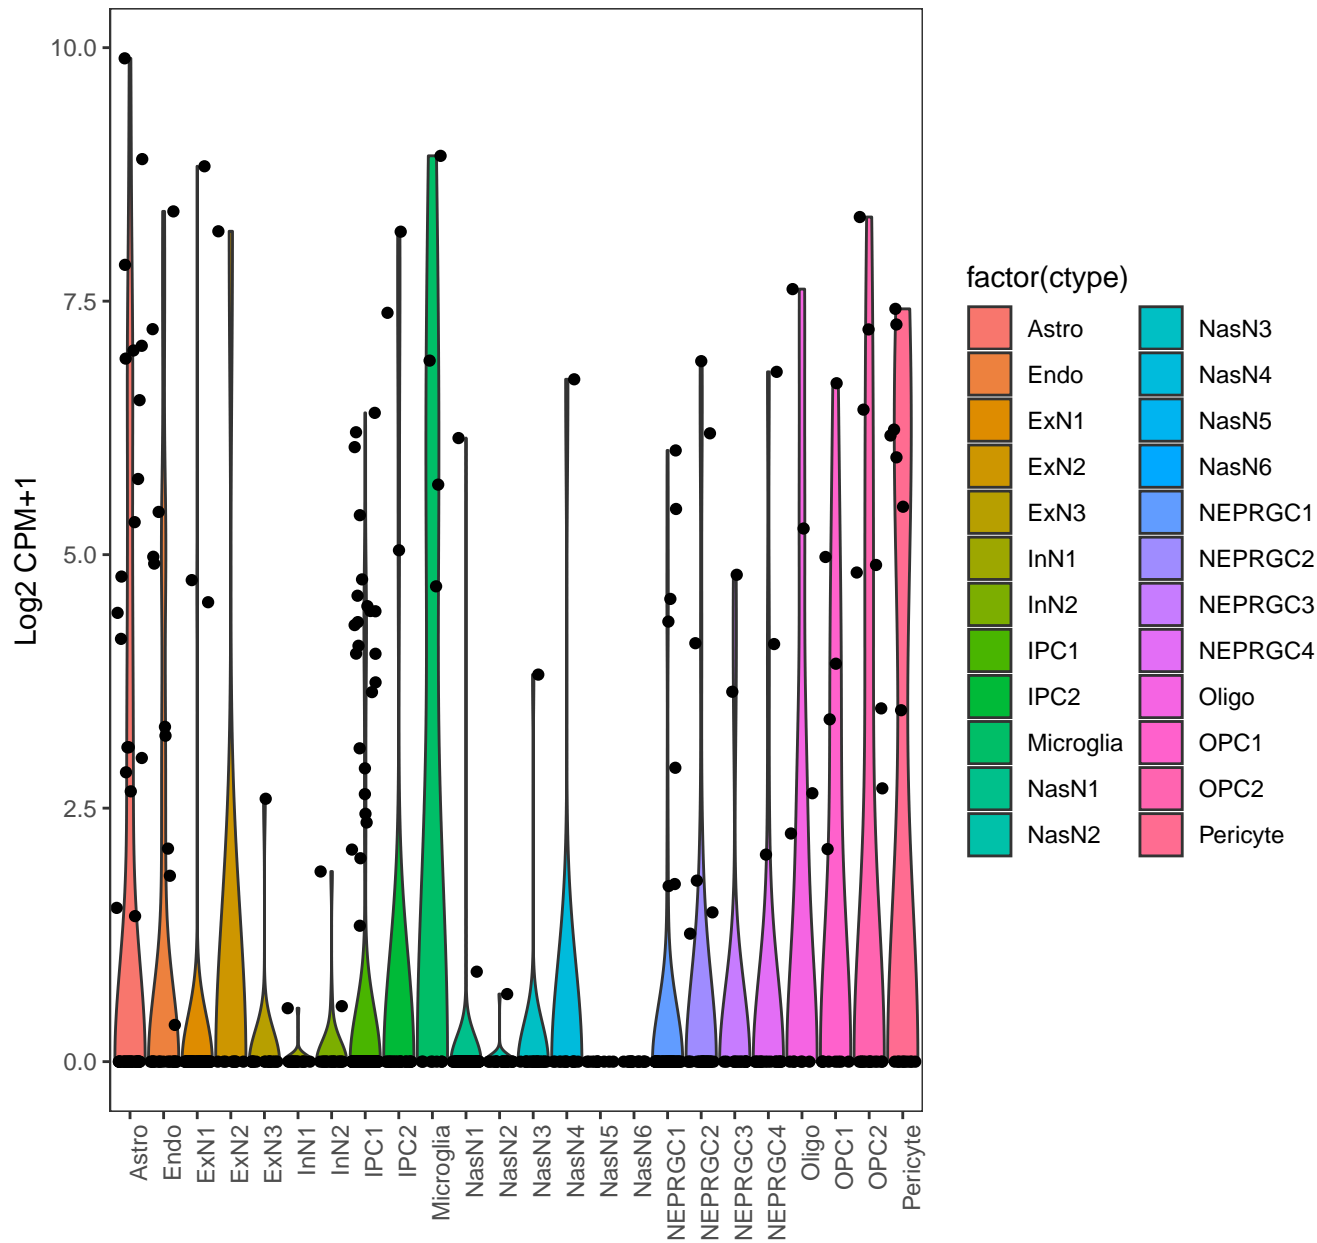 10.0
7.5
5.0
2.5
0.0
Log2 CPM+1
Astro
Endo
ExN1
ExN2
ExN3
InN1
InN2
IPC1
IPC2
Microglia
NasN1
NasN2
NasN3
NasN4
NasN5
NasN6
NEPRGC1
NEPRGC2
NEPRGC3
NEPRGC4
Oligo
OPC1
OPC2
Pericyte
factor(ctype)
Astro
Endo
ExN1
ExN2
ExN3
InN1
InN2
IPC1
IPC2
Microglia
NasN1
NasN2
NasN3
NasN4
NasN5
NasN6
NEPRGC1
NEPRGC2
NEPRGC3
NEPRGC4
Oligo
OPC1
OPC2
Pericyte